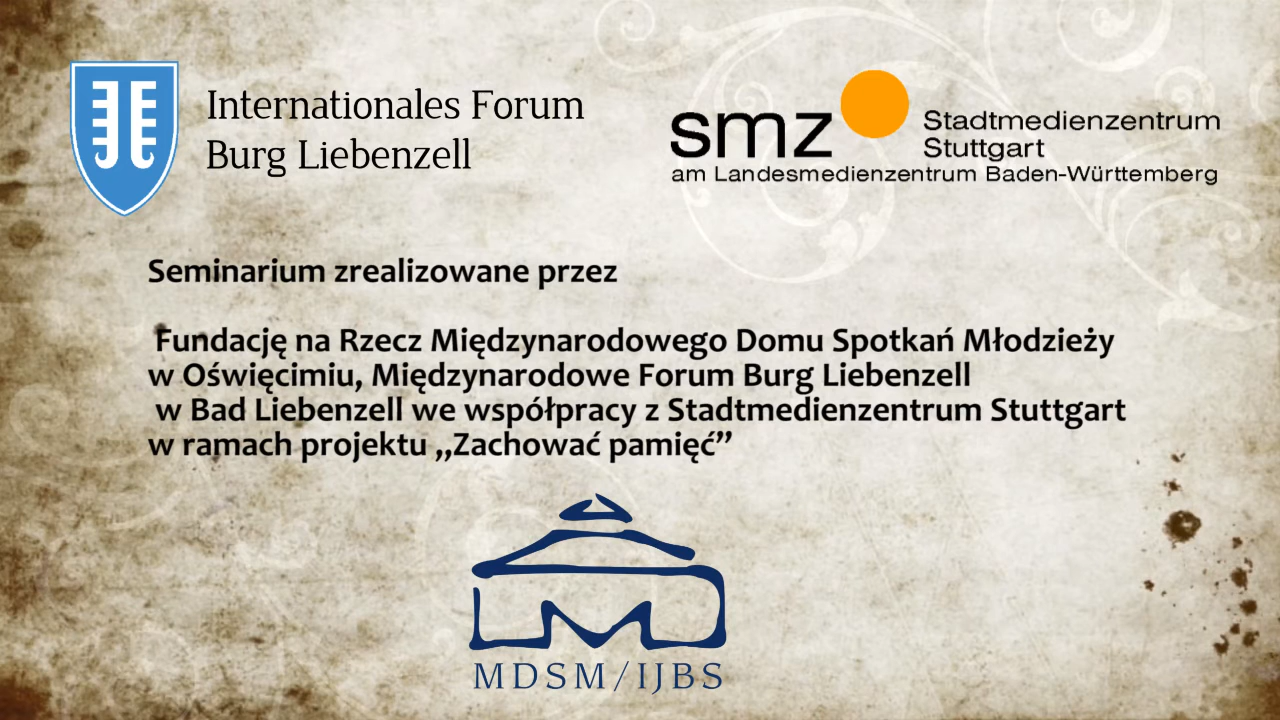 Internationales Forum
Burg Liebenzell
smz
Stadtmedienzentrum
Stuttgart
am Landesmedienzentrum Baden-Württemberg
Seminarium zrealizowane przez
Fundację na Rzecz Międzynarodowego Domu Spotkań Młodzieży
w Oświęcimiu, Międzynarodowe Forum Burg Liebenzell
w Bad Liebenzell we współpracy z Stadtmedienzentrum Stuttgart
w ramach projektu „Zachować pamięć”
MDSM/IJBS